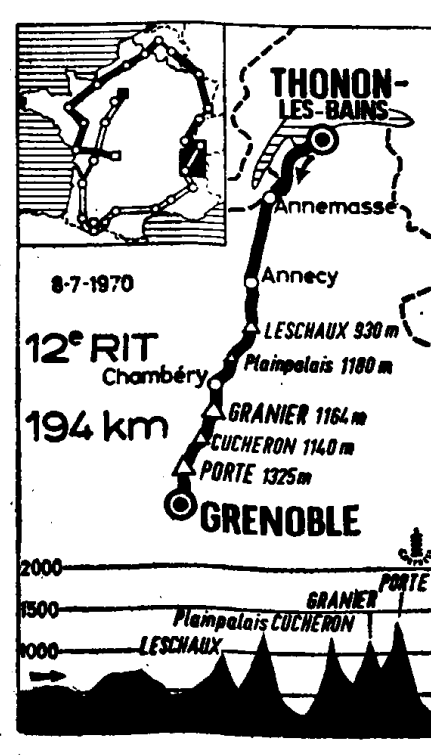 THONON-
LES-BAINS
Annemasse
Annecy
8-7-1970
LESCHAUX 930 m
12e RIT
Plainpalais 1180 m
Chambéry
GRANIER 1164 m
194 km
CUCHERON 1140 m
PORTE 1325 m
GRENOBLE
2000
PORTE
GRANIER
1500
Plainpalais CUCHERON
1000
LESCHAUX